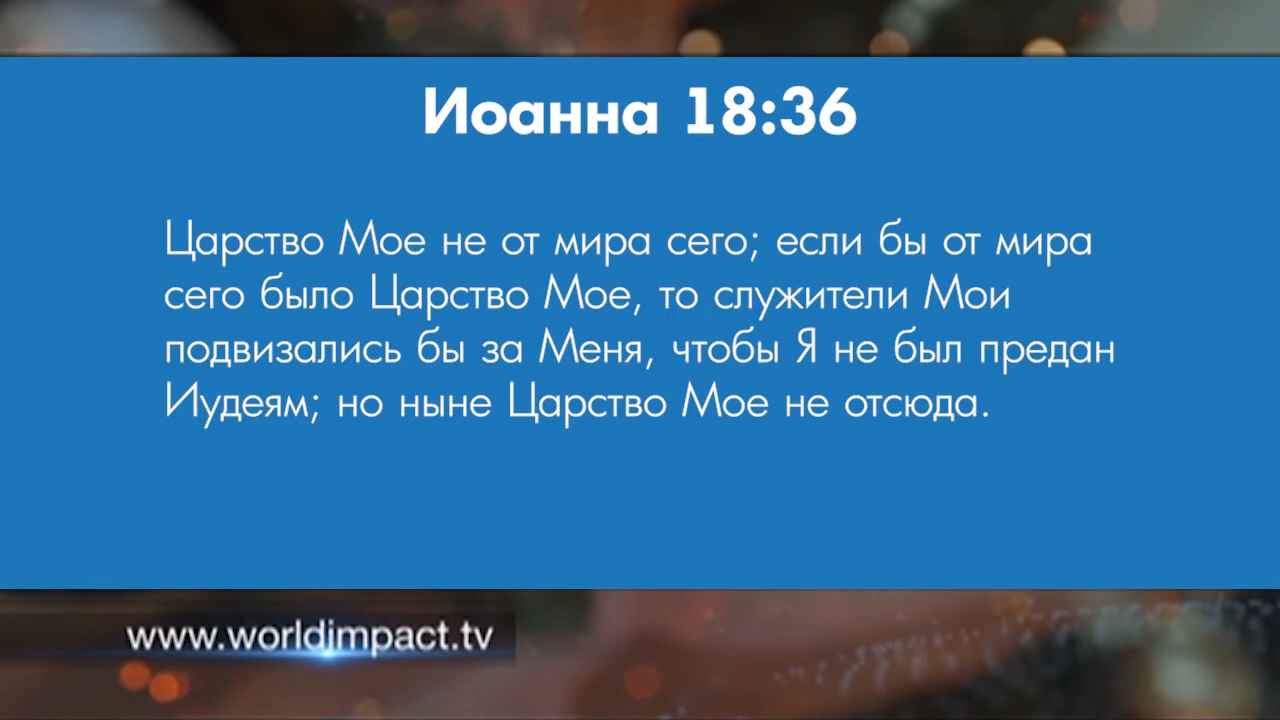 Иоанна 18:36
Царство Мое не от мира сего; если бы от мира
сего было Царство Мое, то служители Мои
подвизались бы за Меня, чтобы Я не был предан
Иудеям; но ныне Царство Мое не отсюда.
www.worldimpact.tv